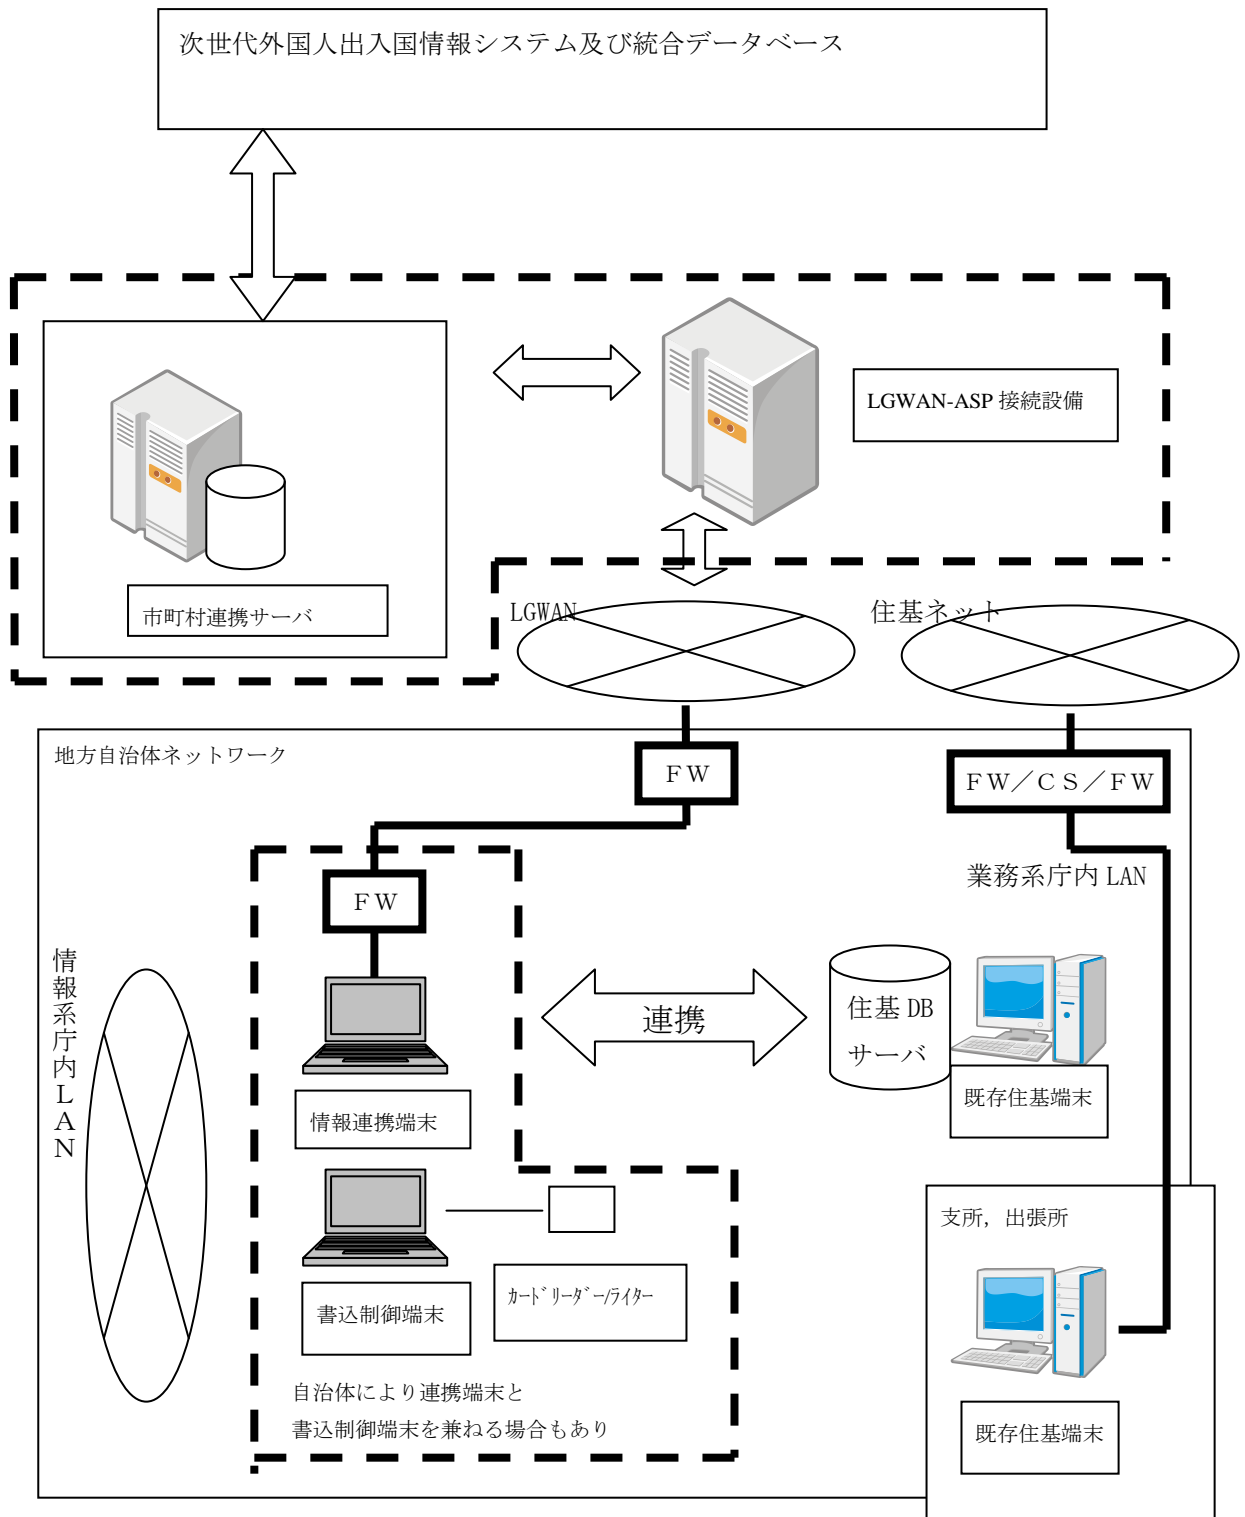 次世代外国人出入国情報システム及び統合データベース
LGWAN-ASP 接続設備
市町村連携サーバ
LGWAN
住基ネット
地方自治体ネットワーク
ＦＷ
ＦＷ／ＣＳ／ＦＷ
業務系庁内 LAN
ＦＷ
情報系庁内ＬＡＮ
連携
住基 DB
サーバ
既存住基端末
情報連携端末
支所，出張所
ｶｰﾄﾞﾘｰﾀﾞｰ/ﾗｲﾀｰ
書込制御端末
自治体により連携端末と
書込制御端末を兼ねる場合もあり
既存住基端末